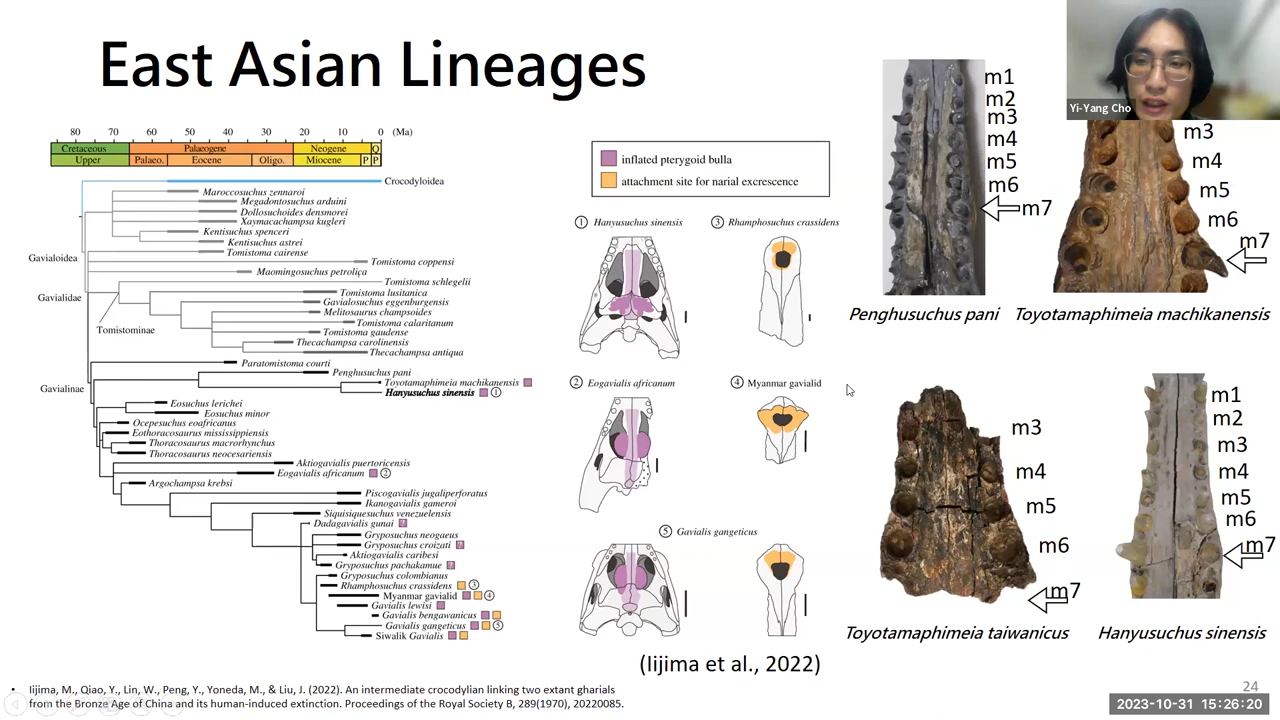 East Asian Lineages
80 70 60 50 40 30 20 10 0 (Ma)
Cretaceous Palaeogene Neogene Q
Upper Palaeo. Eocene Oligo. Miocene P P
Crocodyloidea
Maroccosuchus zennaroi
Megadontosuchus arduini
Dollosuchoides densmorei
Xaymacachampsa kugleri
Kentisuchus spenceri
Kentisuchus astrei
Tomistoma cairense
Gavialoidea
Tomistoma coppensi
Maomingosuchus petroliça
Tomistoma schlegelii
Gavialidae
Tomistoma lusitanica
Gavialosuchus eggenburgensis
Melitosaurus champsoides
Tomistoma calaritanum
Tomistominae
Tomistoma gaudense
Thecachampsa carolinensis
Thecachampsa antiqua
Paratomistoma courti
Penghusuchus pani
Toyotamaphimeia machikanensis
Gavialinae
Hanyusuchus sinensis 1
Eosuchus lerichei
Eosuchus minor
Ocepesuchus eoafricanus
Eothoracosaurus mississippiensis
Thoracosaurus macrorhynchus
Thoracosaurus neocesariensis
Aktiogavialis puertoricensis
Eogavialis africanum 2
Argochampsa krebsi
Piscogavialis jugaliperforatus
Ikanogavialis gameroi
Siquisiquesuchus venezuelensis
Dadagavialis gunai ?
Gryposuchus neogaeus
Gryposuchus croizati ?
Aktiogavialis caribesi
Gryposuchus pachakamue ?
Gryposuchus colombianus
Rhamphosuchus crassidens 3
Myanmar gavialid 4
Gavialis lewisi
Gavialis bengawanicus
Gavialis gangeticus 5
Siwalik Gavialis
inflated pterygoid bulla
attachment site for narial excrescence
1 Hanyusuchus sinensis
3 Rhamphosuchus crassidens
2 Eogavialis africanum
4 Myanmar gavialid
5 Gavialis gangeticus
(Iijima et al., 2022)
m1
m2
m3
m4
m5
m6
m7
Penghusuchus pani
Yi-Yang Cho
m3
m4
m5
m6
m7
Toyotamaphimeia machikanensis
m3
m4
m5
m6
m7
Toyotamaphimeia taiwanicus
m1
m2
m3
m4
m5
m6
m7
Hanyusuchus sinensis
• Iijima, M., Qiao, Y., Lin, W., Peng, Y., Yoneda, M., & Liu, J. (2022). An intermediate crocodylian linking two extant gharials
from the Bronze Age of China and its human-induced extinction. Proceedings of the Royal Society B, 289(1970), 20220085.
24
2023-10-31 15:26:20